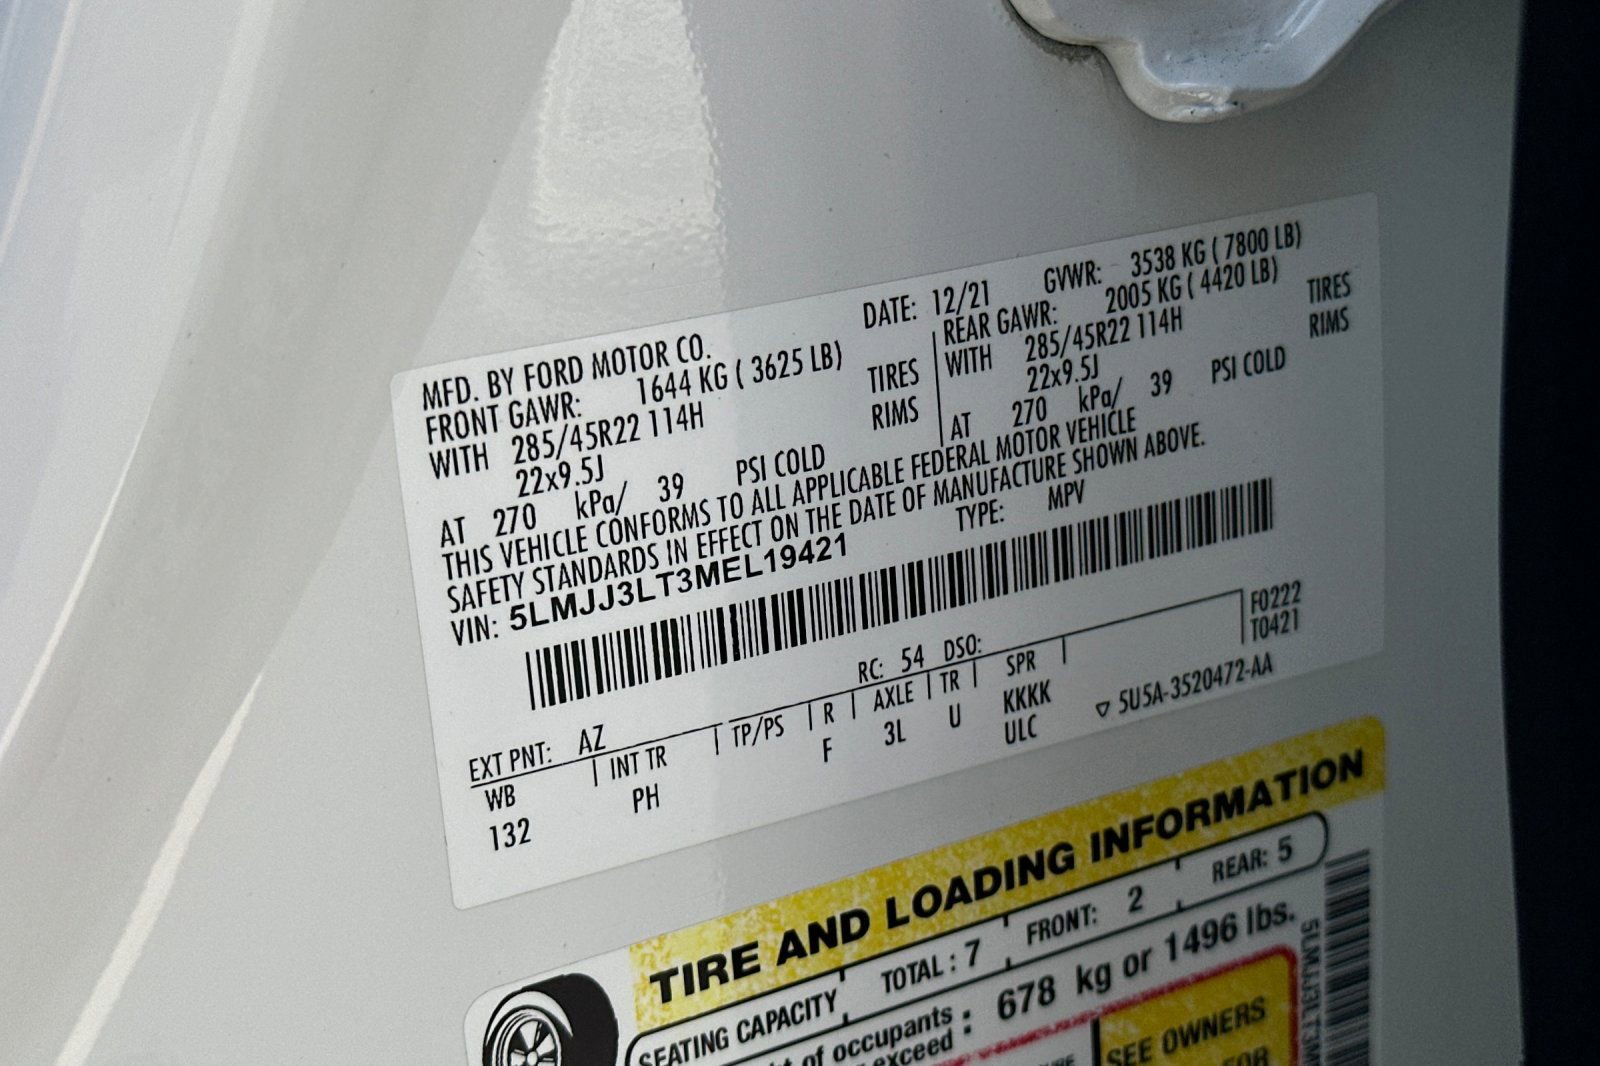 MFD. BY FORD MOTOR CO.
DATE: 12/21 GVWR: 3538 KG ( 7800 LB)
FRONT GAWR: 1644 KG ( 3625 LB)
REAR GAWR: 2005 KG ( 4420 LB)
WITH 285/45R22 114H TIRES
WITH 285/45R22 114H TIRES
22x9.5J RIMS
22x9.5J RIMS
AT 270 kPa/ 39 PSI COLD
AT 270 kPa/ 39 PSI COLD
THIS VEHICLE CONFORMS TO ALL APPLICABLE FEDERAL MOTOR VEHICLE
SAFETY STANDARDS IN EFFECT ON THE DATE OF MANUFACTURE SHOWN ABOVE.
VIN: 5LMJJ3LT3MEL19421 TYPE: MPV
F0222
T0421
EXT PNT: AZ RC: 54 DSO:
WB INT TR TP/PS R AXLE TR SPR
132 PH F 3L U KKKK
ULC
5U5A-3520472-AA
TIRE AND LOADING INFORMATION
SEATING CAPACITY TOTAL : 7 FRONT: 2 REAR: 5
of occupants
exceed : 678 kg or 1496 lbs.
SEE OWNERS
FOR